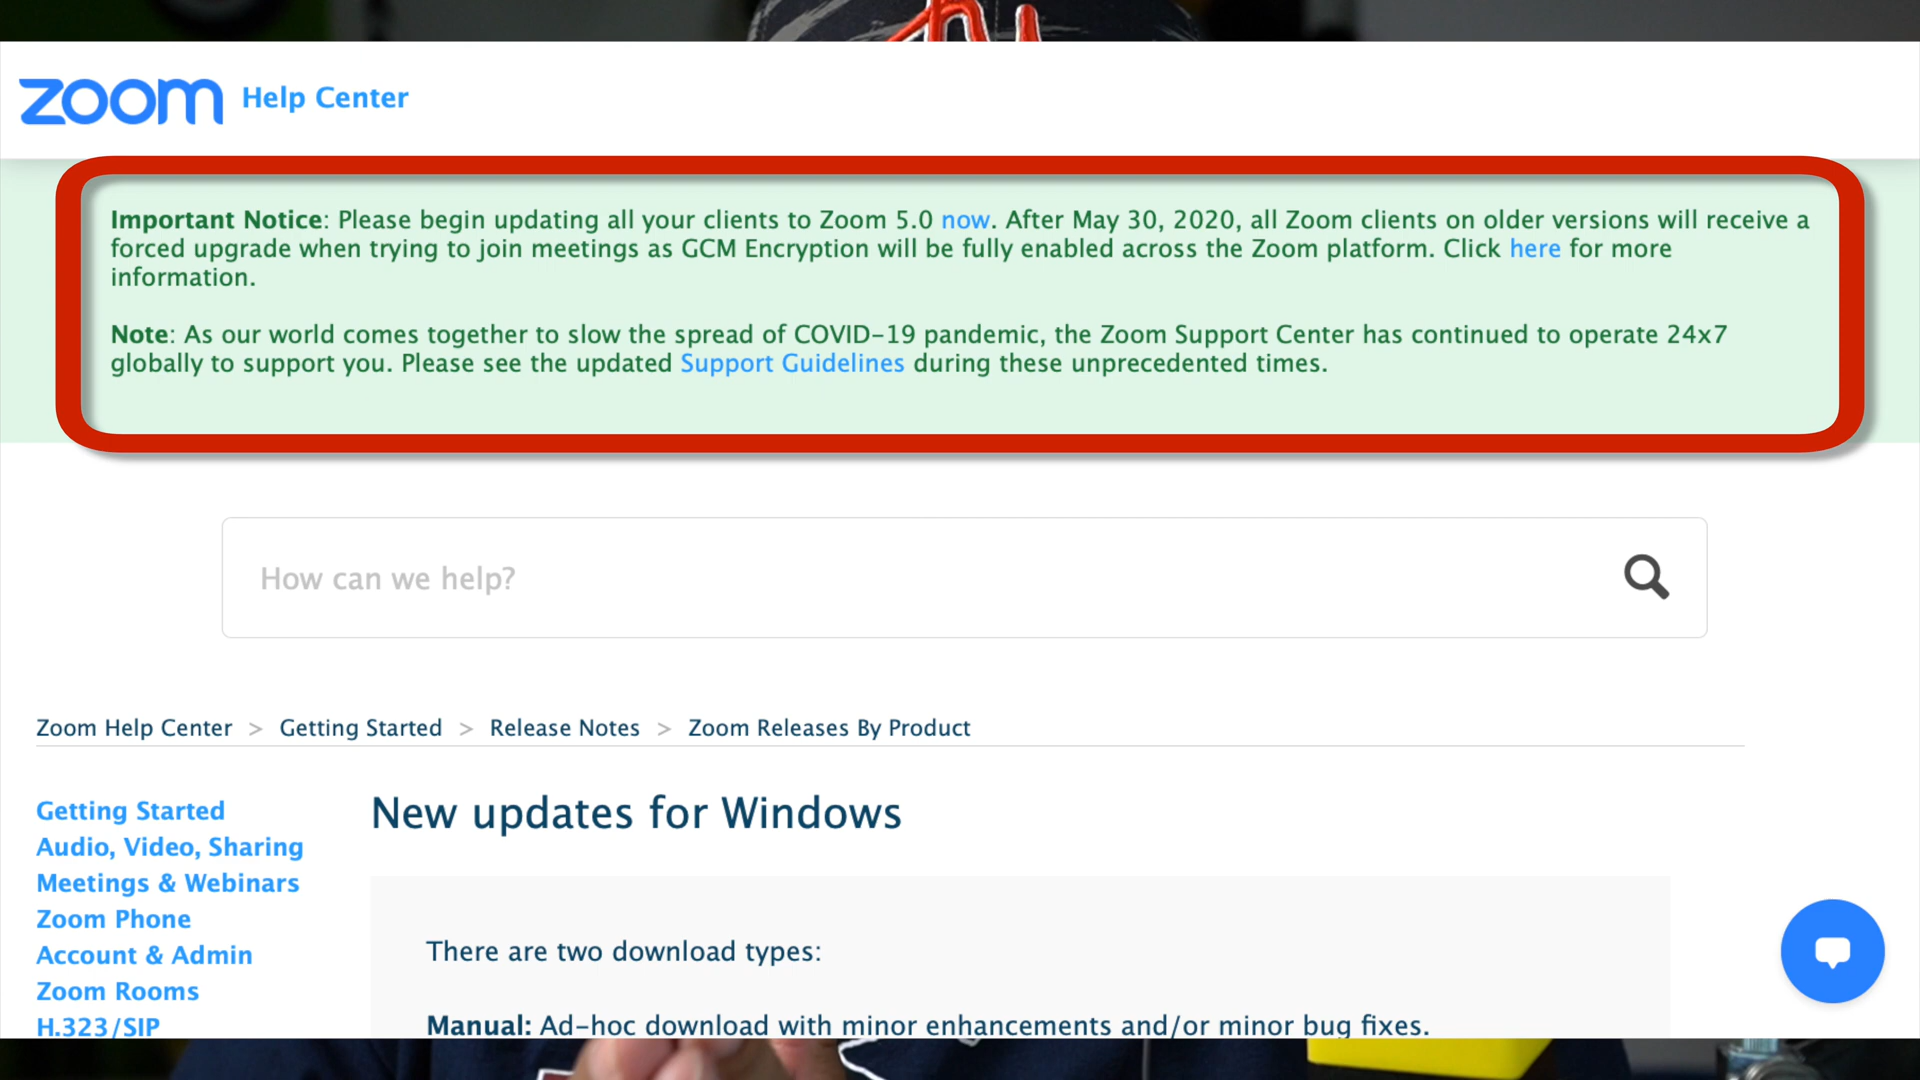 zoom Help Center
Important Notice: Please begin updating all your clients to Zoom 5.0 now. After May 30, 2020, all Zoom clients on older versions will receive a
forced upgrade when trying to join meetings as GCM Encryption will be fully enabled across the Zoom platform. Click here for more
information.
Note: As our world comes together to slow the spread of COVID-19 pandemic, the Zoom Support Center has continued to operate 24x7
globally to support you. Please see the updated Support Guidelines during these unprecedented times.
How can we help?
Zoom Help Center > Getting Started > Release Notes > Zoom Releases By Product
Getting Started
Audio, Video, Sharing
Meetings & Webinars
Zoom Phone
Account & Admin
Zoom Rooms
H.323/SIP
New updates for Windows
There are two download types:
Manual: Ad-hoc download with minor enhancements and/or minor bug fixes.